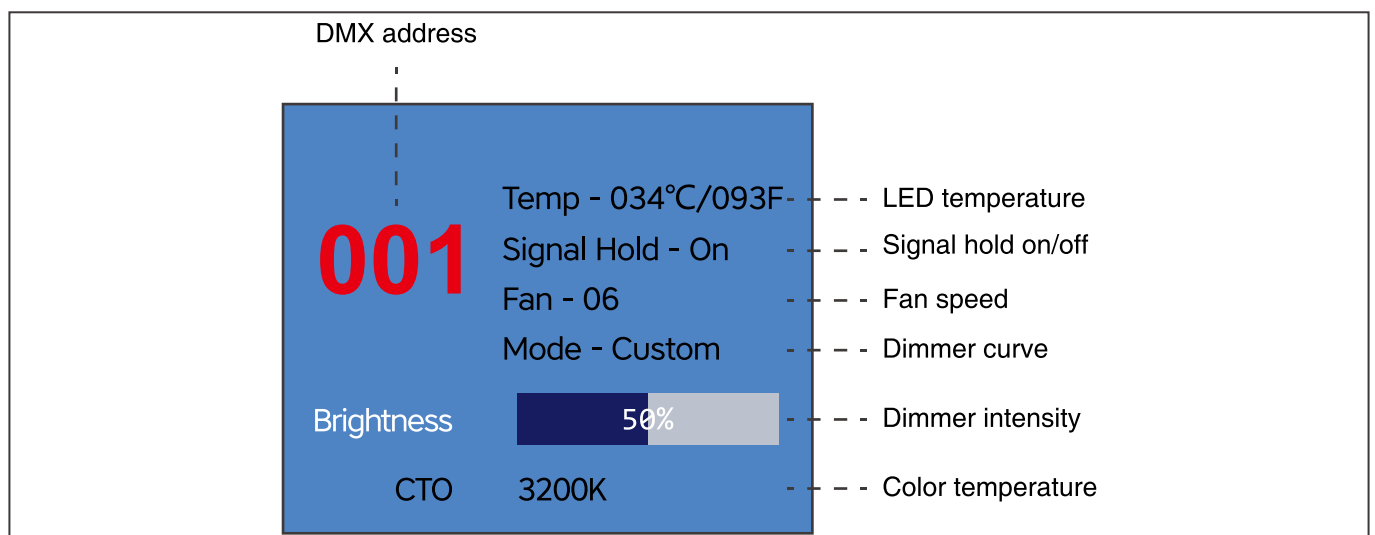 DMX address
Temp - 034℃/093F
LED temperature
001
Signal Hold - On
Signal hold on/off
Fan - 06
Fan speed
Mode - Custom
Dimmer curve
Brightness
50%
Dimmer intensity
CTO
3200K
Color temperature